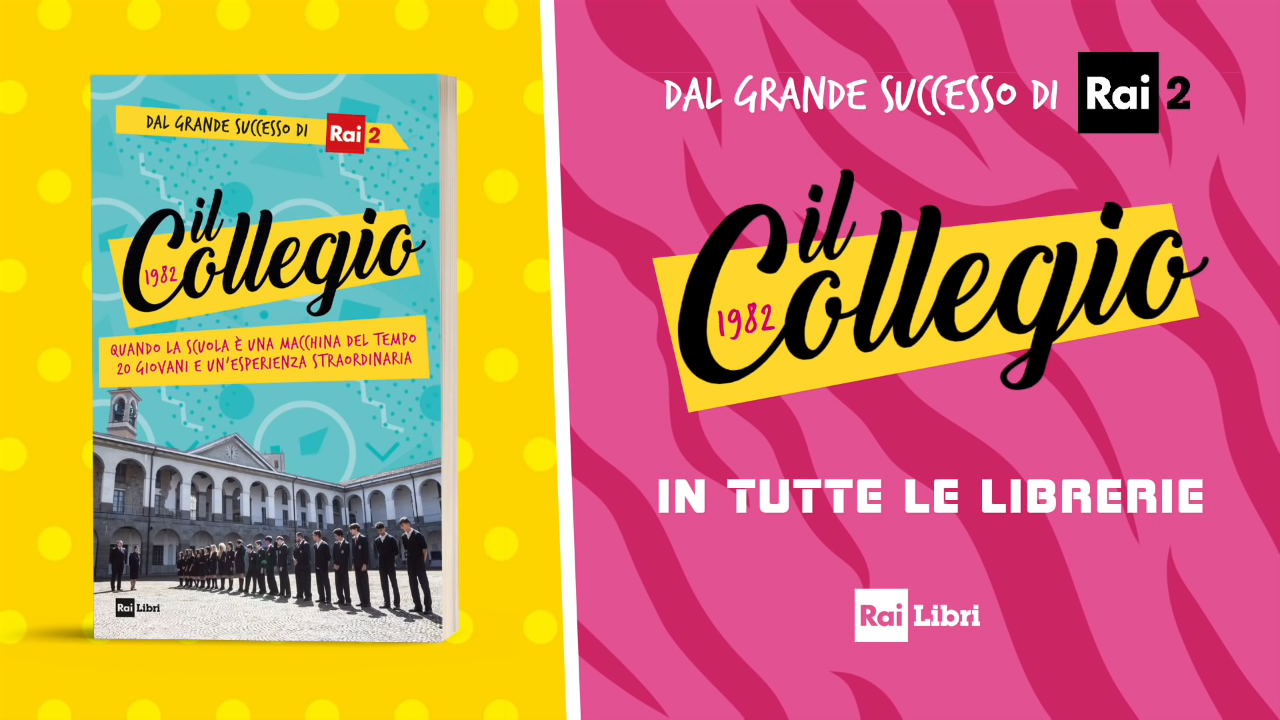 DAL GRANDE SUCCESSO DI Rai 2
il
Collegio
1982
QUANDO LA SCUOLA È UNA MACCHINA DEL TEMPO
20 GIOVANI E UN'ESPERIENZA STRAORDINARIA
Rai Libri
DAL GRANDE SUCCESSO DI Rai 2
il
Collegio
1982
IN TUTTE LE LIBRERIE
Rai Libri